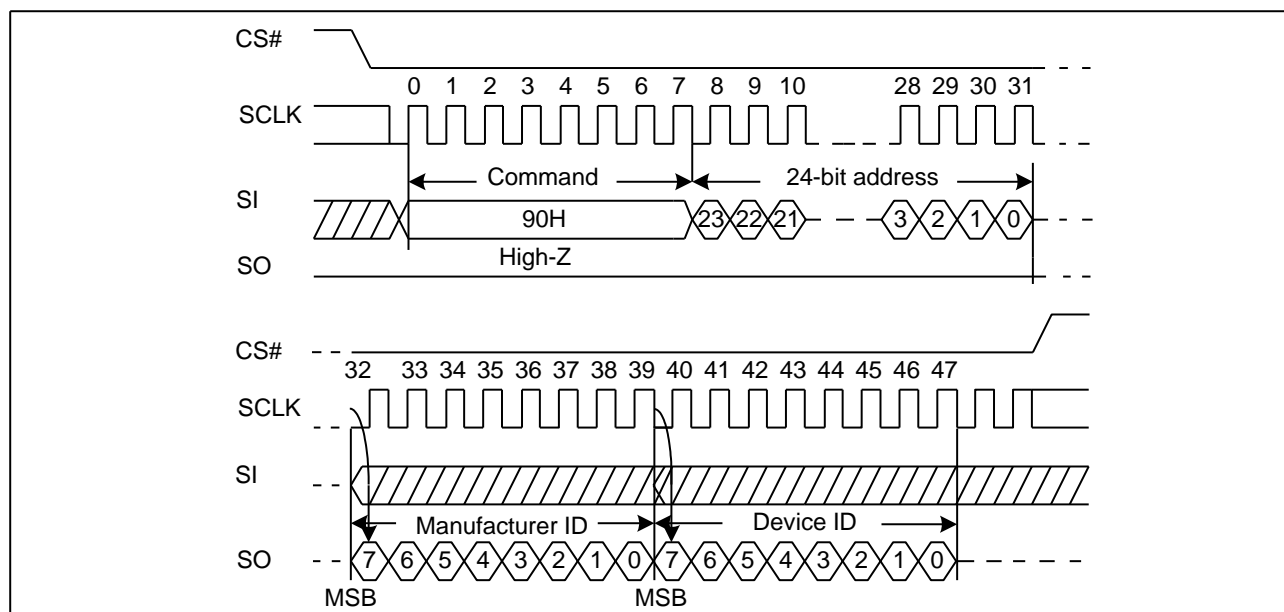 CS#
0 1 2 3 4 5 6 7 8 9 10 28 29 30 31
SCLK
Command 24-bit address
SI
90H 23 22 21 3 2 1 0
High-Z
SO
CS#
32 33 34 35 36 37 38 39 40 41 42 43 44 45 46 47
SCLK
SI
Manufacturer ID Device ID
SO 7 6 5 4 3 2 1 0 7 6 5 4 3 2 1 0
MSB MSB